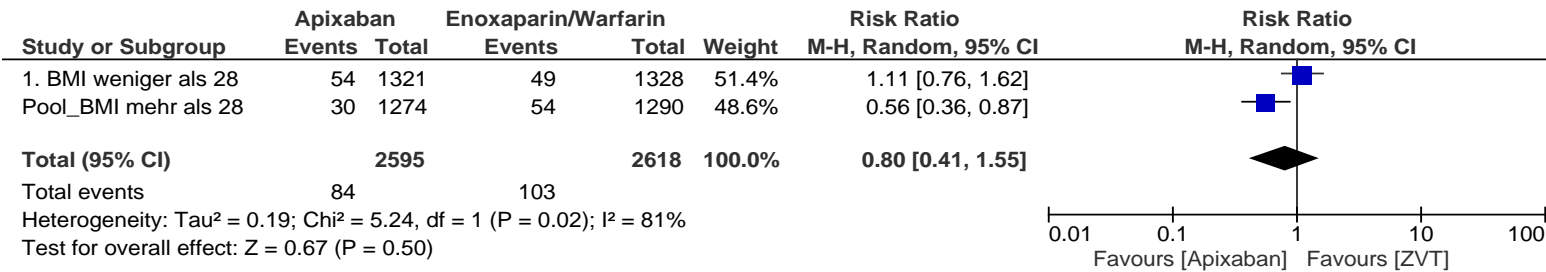 Apixaban Enoxaparin/Warfarin Risk Ratio Risk Ratio
Study or Subgroup Events Total Events Total Weight M-H, Random, 95% CI M-H, Random, 95% CI
1. BMI weniger als 28 54 1321 49 1328 51.4% 1.11 [0.76, 1.62]
Pool_BMI mehr als 28 30 1274 54 1290 48.6% 0.56 [0.36, 0.87]
Total (95% CI) 2595 2618 100.0% 0.80 [0.41, 1.55]
Total events 84 103
Heterogeneity: Tau² = 0.19; Chi² = 5.24, df = 1 (P = 0.02); I² = 81%
Test for overall effect: Z = 0.67 (P = 0.50)
0.01 0.1 1 10 100
Favours [Apixaban] Favours [ZVT]